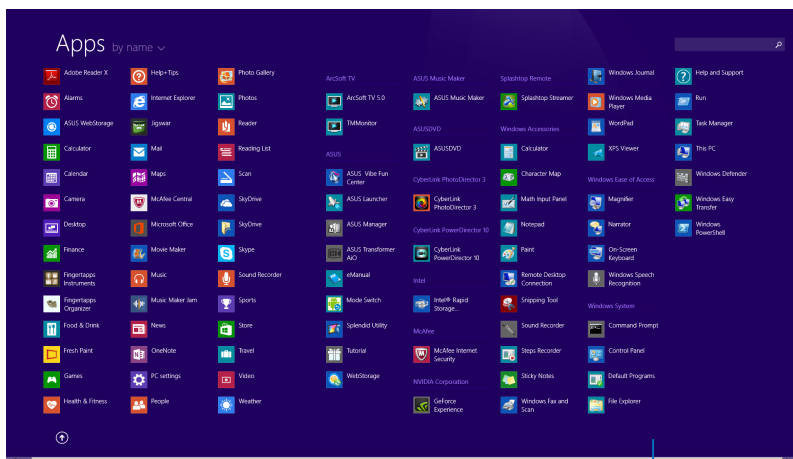 Apps by name
Adobe Reader X
Alarms
ASUS WebStorage
Calculator
Calendar
Camera
Desktop
Finance
Fingertapps
Instruments
Fingertapps
Organizer
Food & Drink
Fresh Paint
Games
Health & Fitness
Help+Tips
Internet Explorer
Jigswar
Mail
Maps
McAfee Central
Microsoft Office
Movie Maker
Music
Music Maker Jam
News
OneNote
PC settings
People
Photo Gallery
Photos
Reader
Reading List
Scan
SkyDrive
SkyDrive
Skype
Sound Recorder
Sports
Store
Travel
Video
Weather
ArcSoft TV
ArcSoft TV 5.0
TMMonitor
ASUS
ASUS Vibe Fun
Center
ASUS Launcher
ASUS Manager
ASUS Transformer
AiO
eManual
Mode Switch
Splendid Utility
Tutorial
WebStorage
ASUS Music Maker
ASUS Music Maker
ASUSDVD
ASUSDVD
CyberLink PhotoDirector 3
CyberLink
PhotoDirector 3
CyberLink PowerDirector 10
CyberLink
PowerDirector 10
Intel
Intel® Rapid
Storage...
McAfee
McAfee Internet
Security
NVIDIA Corporation
GeForce
Experience
Splashtop Remote
Splashtop Streamer
Windows Accessories
Calculator
Character Map
Math Input Panel
Notepad
Paint
Remote Desktop
Connection
Snipping Tool
Sound Recorder
Steps Recorder
Sticky Notes
Windows Fax and
Scan
Windows Journal
Windows Media
Player
WordPad
XPS Viewer
Windows Ease of Access
Magnifier
Narrator
On-Screen
Keyboard
Windows Speech
Recognition
Windows System
Command Prompt
Control Panel
Default Programs
File Explorer
Help and Support
Run
Task Manager
This PC
Windows Defender
Windows Easy
Transfer
Windows
PowerShell